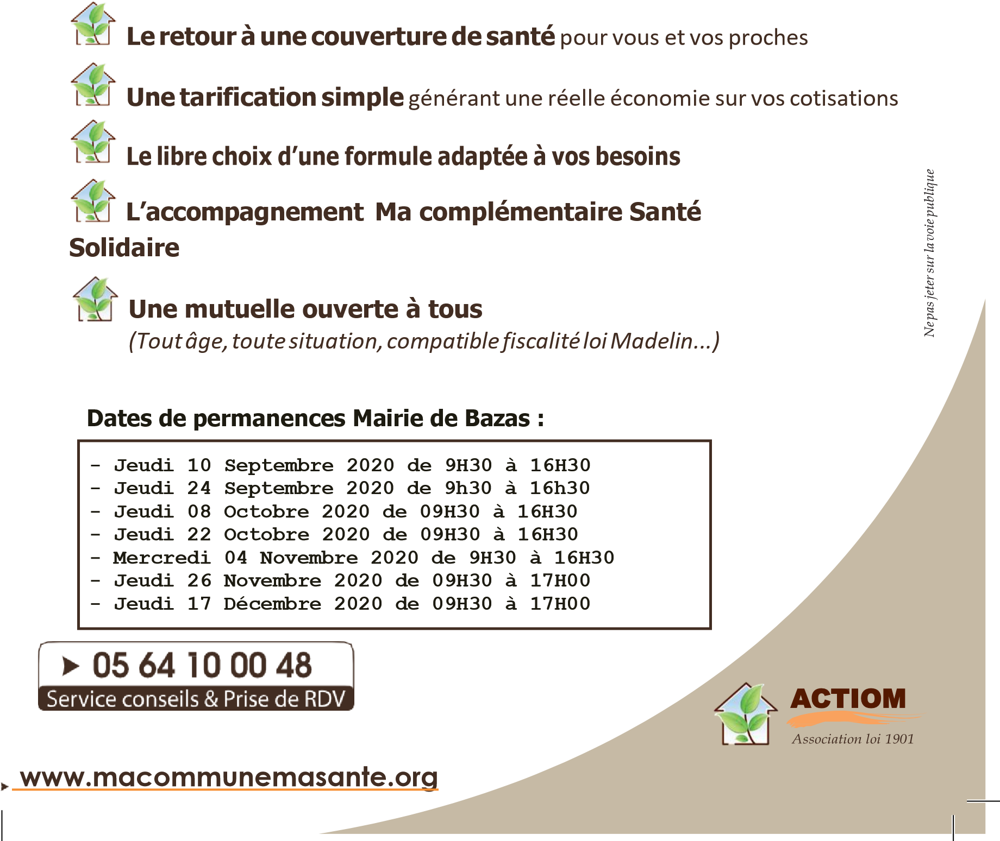 Le retour à une couverture de santé pour vous et vos proches
Une tarification simple générant une réelle économie sur vos cotisations
Le libre choix d’une formule adaptée à vos besoins
L’accompagnement Ma complémentaire Santé
Solidaire
Une mutuelle ouverte à tous
(Tout âge, toute situation, compatible fiscalité loi Madelin...)
Ne pas jeter sur la voie publique
Dates de permanences Mairie de Bazas :
- Jeudi 10 Septembre 2020 de 9H30 à 16H30
- Jeudi 24 Septembre 2020 de 9h30 à 16h30
- Jeudi 08 Octobre 2020 de 09H30 à 16H30
- Jeudi 22 Octobre 2020 de 09H30 à 16H30
- Mercredi 04 Novembre 2020 de 9H30 à 16H30
- Jeudi 26 Novembre 2020 de 09H30 à 17H00
- Jeudi 17 Décembre 2020 de 09H30 à 17H00
05 64 10 00 48
Service conseils & Prise de RDV
ACTIOM
Association loi 1901
www.macommunemasante.org